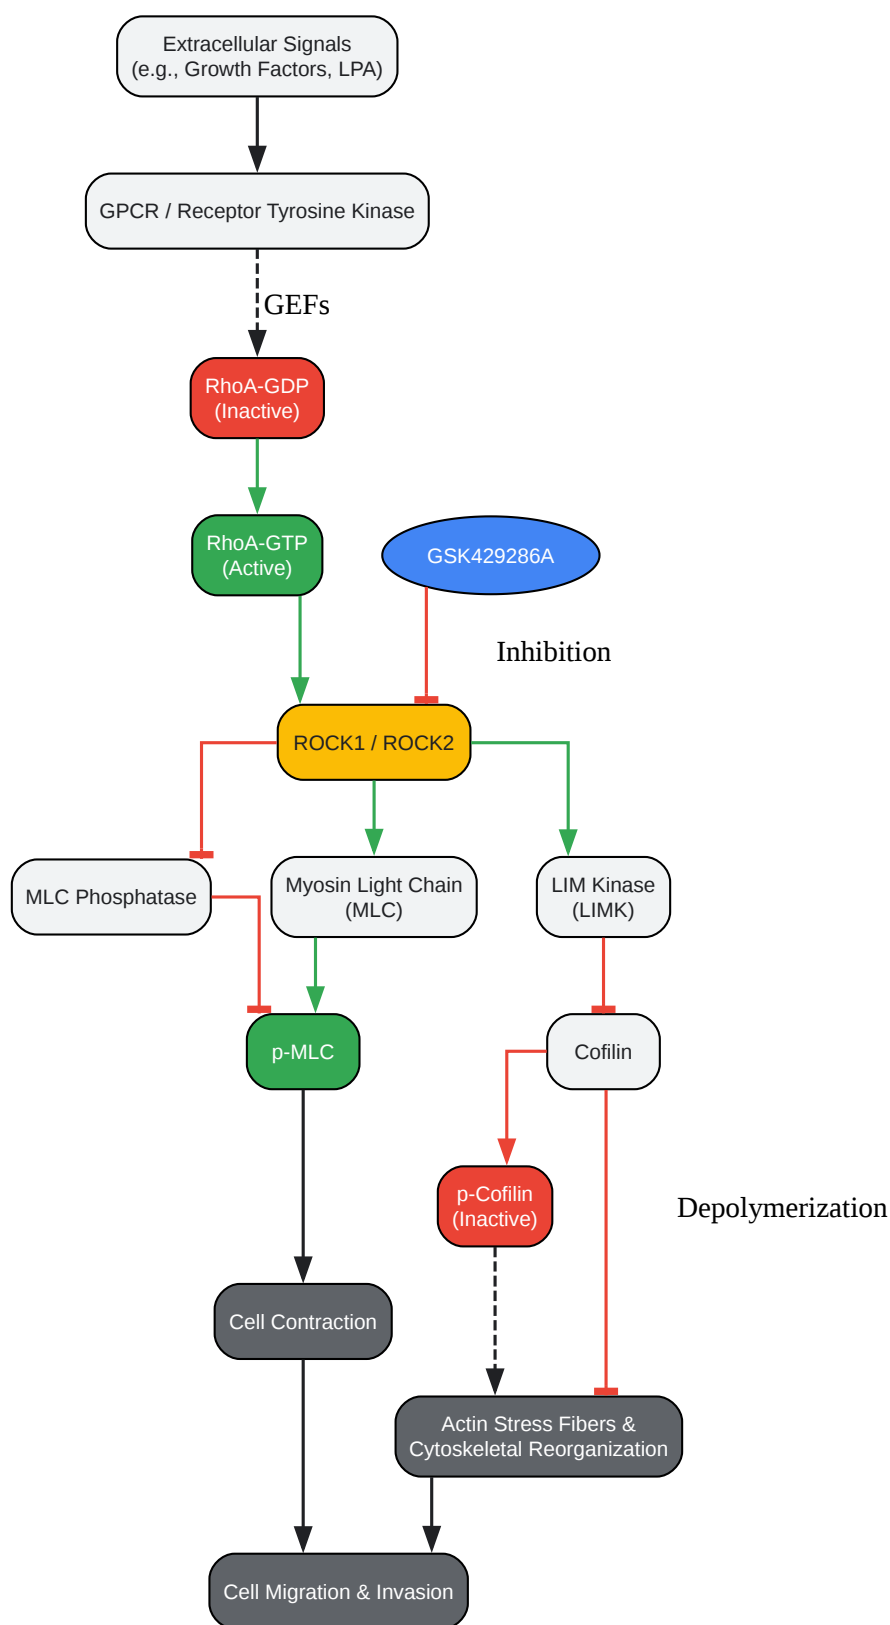 Extracellular Signals
(e.g., Growth Factors, LPA)
GPCR / Receptor Tyrosine Kinase
GEFs
RhoA-GDP
(Inactive)
RhoA-GTP
(Active)
GSK429286A
Inhibition
ROCK1 / ROCK2
MLC Phosphatase
Myosin Light Chain
(MLC)
LIM Kinase
(LIMK)
p-MLC
Cofilin
p-Cofilin
(Inactive)
Depolymerization
Cell Contraction
Actin Stress Fibers &
Cytoskeletal Reorganization
Cell Migration & Invasion